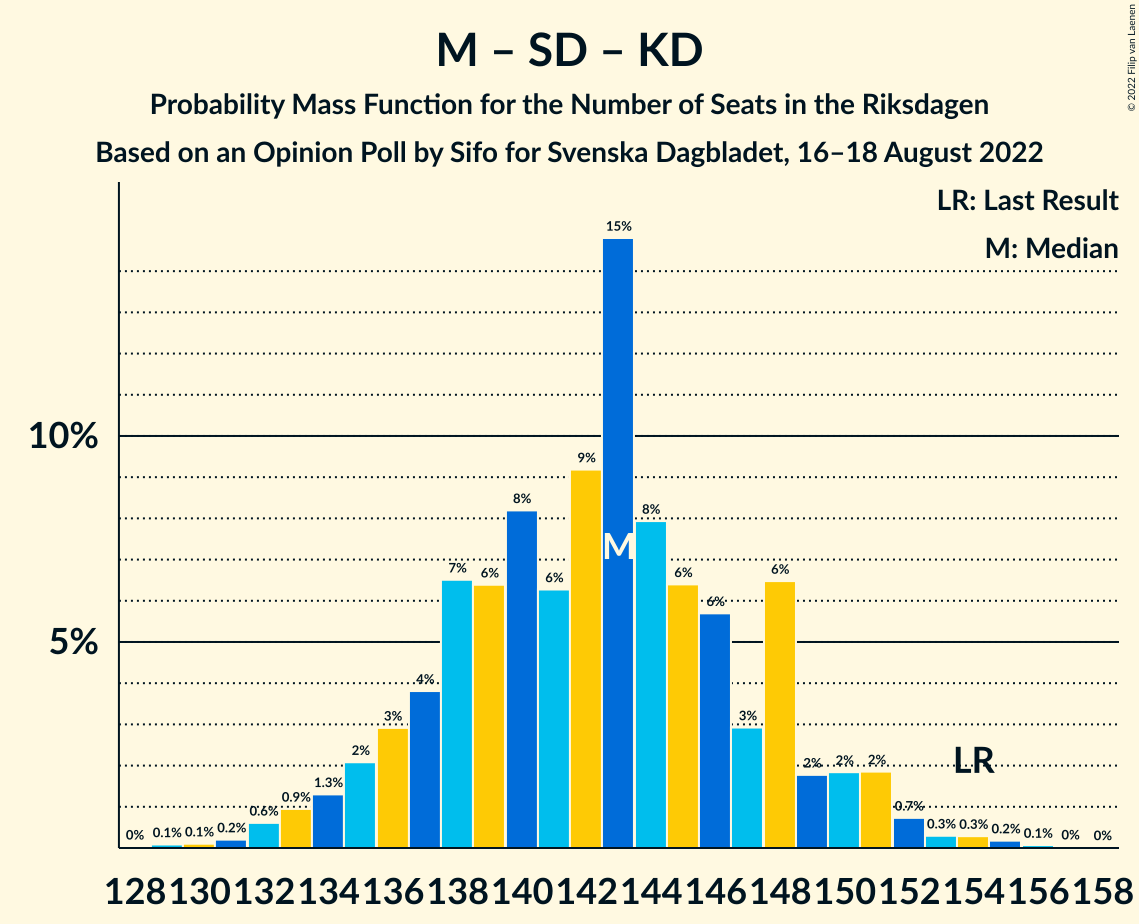 M – SD – KD
Probability Mass Function for the Number of Seats in the Riksdagen
Based on an Opinion Poll by Sifo for Svenska Dagbladet, 16–18 August 2022
© 2022 Filip van Laenen
LR: Last Result
M: Median
10%
5%
0% 0.1% 0.1% 0.2% 0.6% 0.9% 1.3% 2% 3% 4% 7% 6% 8% 6% 9% 15% 8% 6% 6% 3% 6% 2% 2% 2% 0.7% 0.3% 0.3% 0.2% 0.1% 0% 0%
M
LR
128 130 132 134 136 138 140 142 144 146 148 150 152 154 156 158